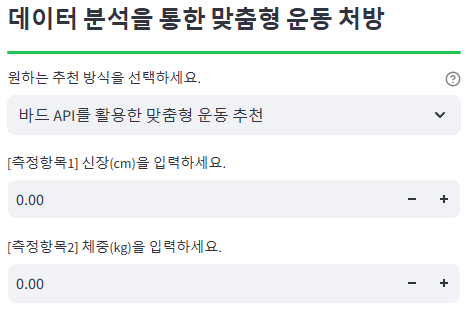 데이터 분석을 통한 맞춤형 운동 처방
원하는 추천 방식을 선택하세요.
바드 API를 활용한 맞춤형 운동 추천
[측정항목1] 신장(cm)을 입력하세요.
0.00
[측정항목2] 체중(kg)을 입력하세요.
0.00